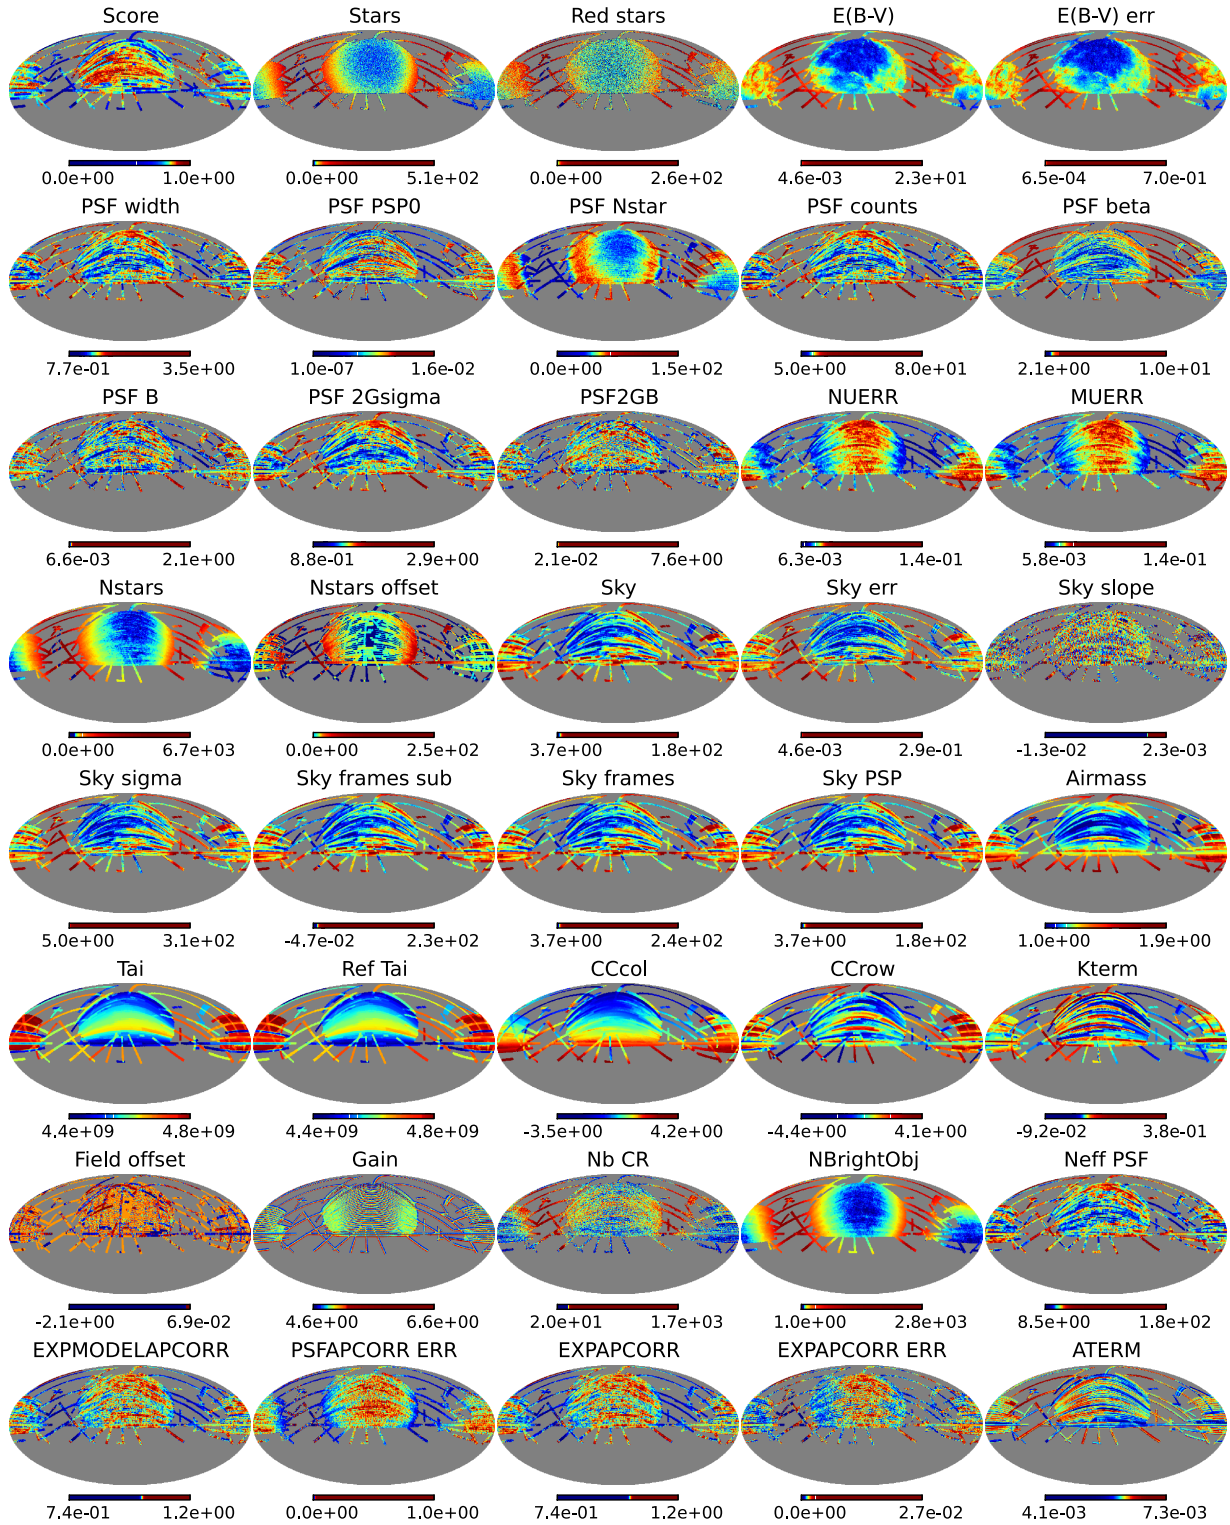 Score Stars Red stars E(B-V) E(B-V) err
0.0e+00 1.0e+00 0.0e+00 5.1e+02 0.0e+00 2.6e+02 4.6e-03 2.3e+01 6.5e-04 7.0e-01
PSF width PSF PSP0 PSF Nstar PSF counts PSF beta
7.7e-01 3.5e+00 1.0e-07 1.6e-02 0.0e+00 1.5e+02 5.0e+00 8.0e+01 2.1e+00 1.0e+01
PSF B PSF 2Gsigma PSF2GB NUERR MUERR
6.6e-03 2.1e+00 8.8e-01 2.9e+00 2.1e-02 7.6e+00 6.3e-03 1.4e-01 5.8e-03 1.4e-01
Nstars Nstars offset Sky Sky err Sky slope
0.0e+00 6.7e+03 0.0e+00 2.5e+02 3.7e+00 1.8e+02 4.6e-03 2.9e-01 -1.3e-02 2.3e-03
Sky sigma Sky frames sub Sky frames Sky PSP Airmass
5.0e+00 3.1e+02 -4.7e-02 2.3e+02 3.7e+00 2.4e+02 3.7e+00 1.8e+02 1.0e+00 1.9e+00
Tai Ref Tai CCcol CCrow Kterm
4.4e+09 4.8e+09 4.4e+09 4.8e+09 -3.5e+00 4.2e+00 -4.4e+00 4.1e+00 -9.2e-02 3.8e-01
Field offset Gain Nb CR NBrightObj Neff PSF
-2.1e+00 6.9e-02 4.6e+00 6.6e+00 2.0e+01 1.7e+03 1.0e+00 2.8e+03 8.5e+00 1.8e+02
EXPMODELAPCORR PSFAPCORR ERR EXPAPCORR EXPAPCORR ERR ATERM
7.4e-01 1.2e+00 0.0e+00 1.0e+00 7.4e-01 1.2e+00 0.0e+00 2.7e-02 4.1e-03 7.3e-03